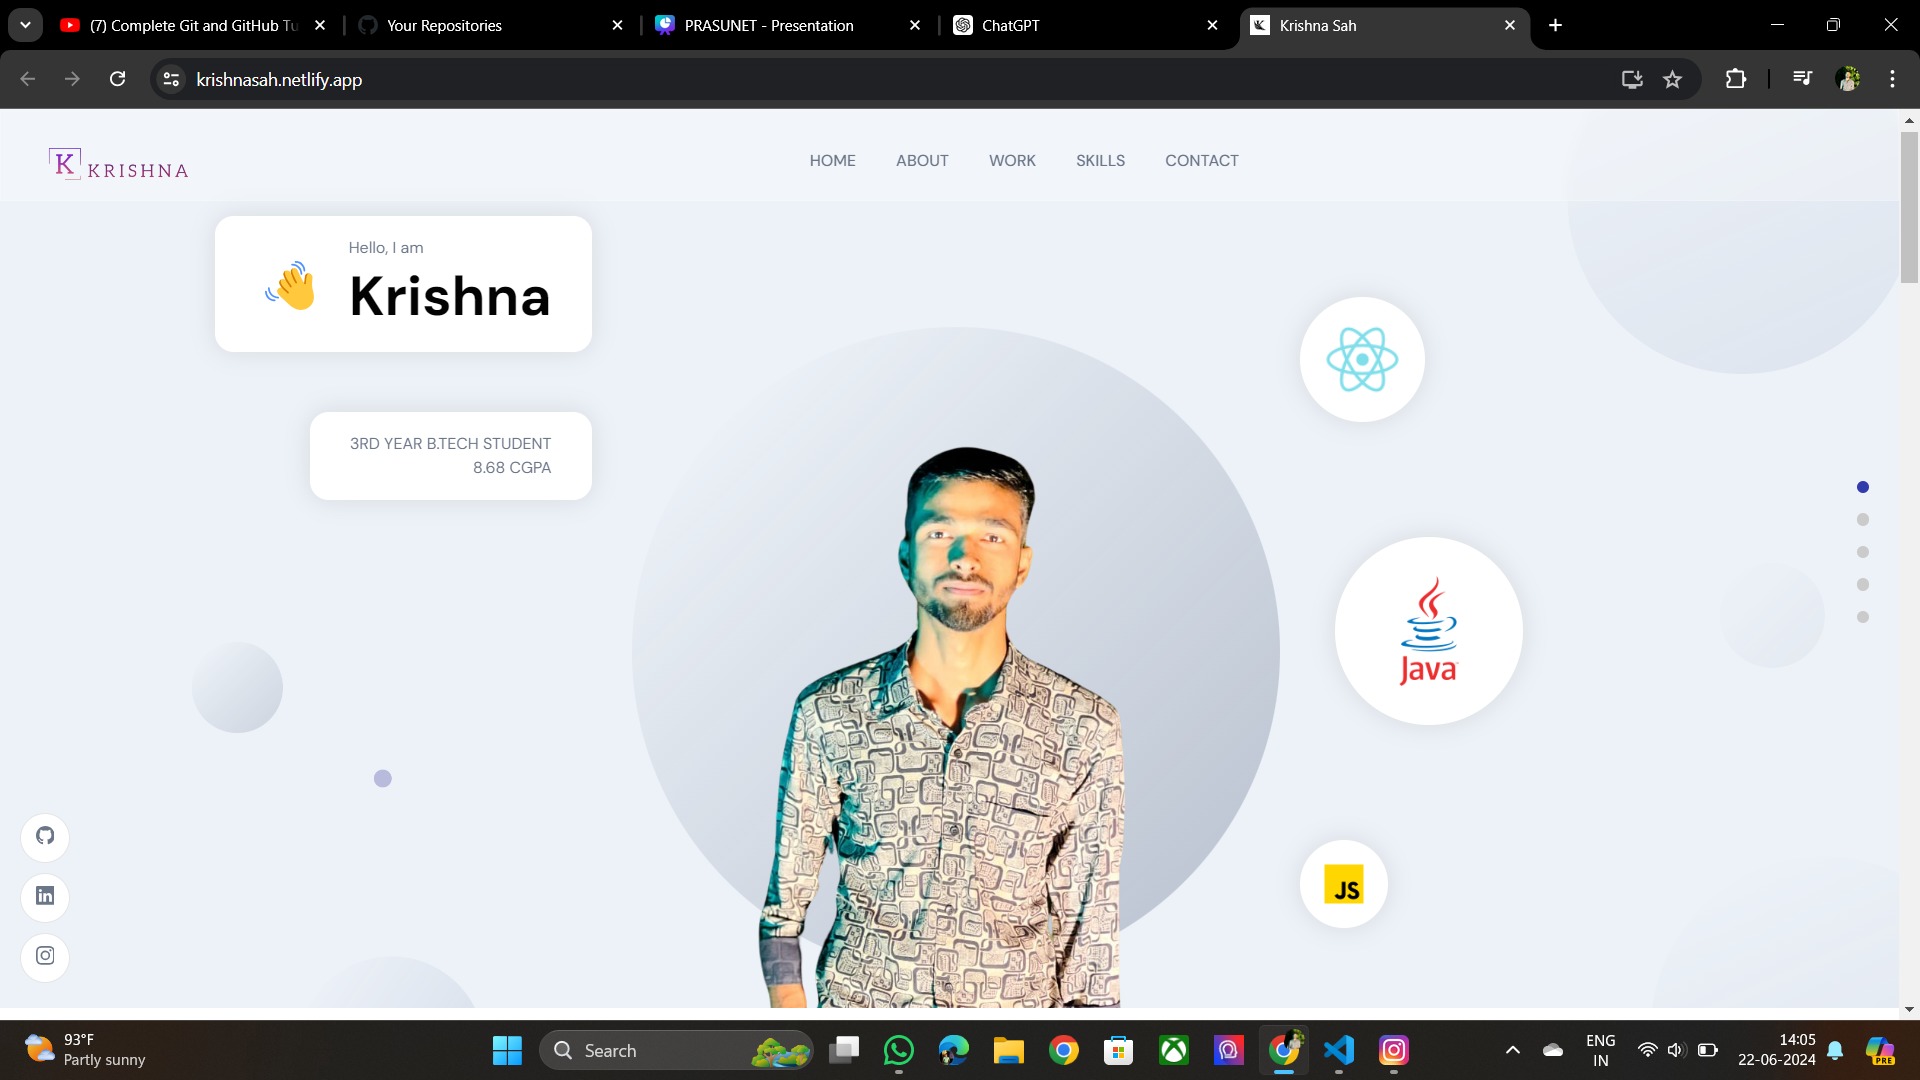 (7) Complete Git and GitHub Tu
Your Repositories
PRASUNET - Presentation
ChatGPT
Krishna Sah
krishnasah.netlify.app
K KRISHNA
HOME
ABOUT
WORK
SKILLS
CONTACT
Hello, I am
Krishna
3RD YEAR B.TECH STUDENT
8.68 CGPA
Java
JS
93°F
Partly sunny
Search
ENG
IN
14:05
22-06-2024
PRE